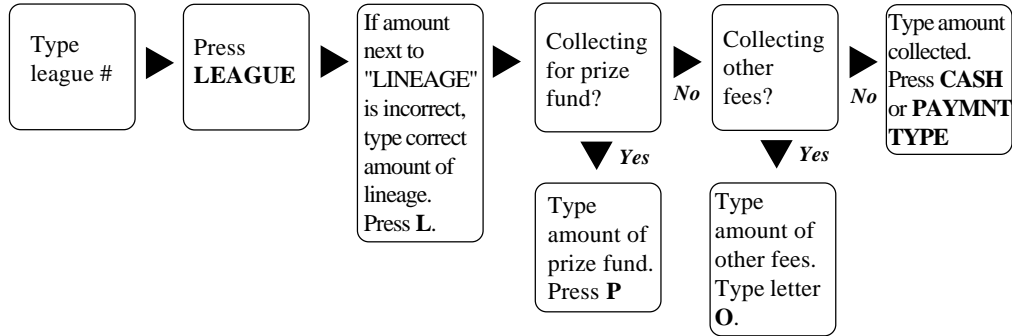 Type
league #
Press
LEAGUE
If amount
next to
"LINEAGE"
is incorrect,
type correct
amount of
lineage.
Press L.
Collecting
for prize
fund?
No
Yes
Type
amount of
prize fund.
Press P
Collecting
other
fees?
No
Yes
Type
amount of
other fees.
Type letter
O.
Type amount
collected.
Press CASH
or PAYMNT
TYPE